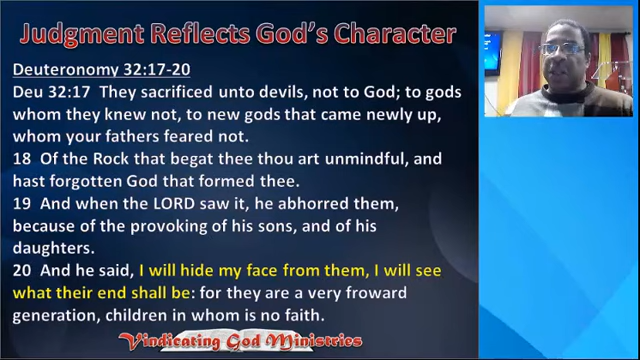 Judgment Reflects God's Character
Deuteronomy 32:17-20
Deu 32:17 They sacrificed unto devils, not to God; to gods
whom they knew not, to new gods that came newly up,
whom your fathers feared not.
18 Of the Rock that begat thee thou art unmindful, and
hast forgotten God that formed thee.
19 And when the LORD saw it, he abhorred them,
because of the provoking of his sons, and of his
daughters.
20 And he said, I will hide my face from them, I will see
what their end shall be: for they are a very froward
generation, children in whom is no faith.
Vindicating God Ministries